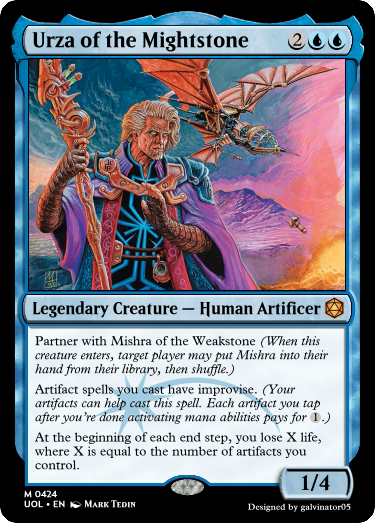 Urza of the Mightstone 2
Legendary Creature — Human Artificer
Partner with Mishra of the Weakstone (When this
creature enters, target player may put Mishra into their
hand from their library, then shuffle.)
Artifact spells you cast have improvise. (Your
artifacts can help cast this spell. Each artifact you tap
after you're done activating mana abilities pays for 1.)
At the beginning of each end step, you lose X life,
where X is equal to the number of artifacts you
control.
1/4
M 0424
UOL • EN Mark Tedin
Designed by galvinator05